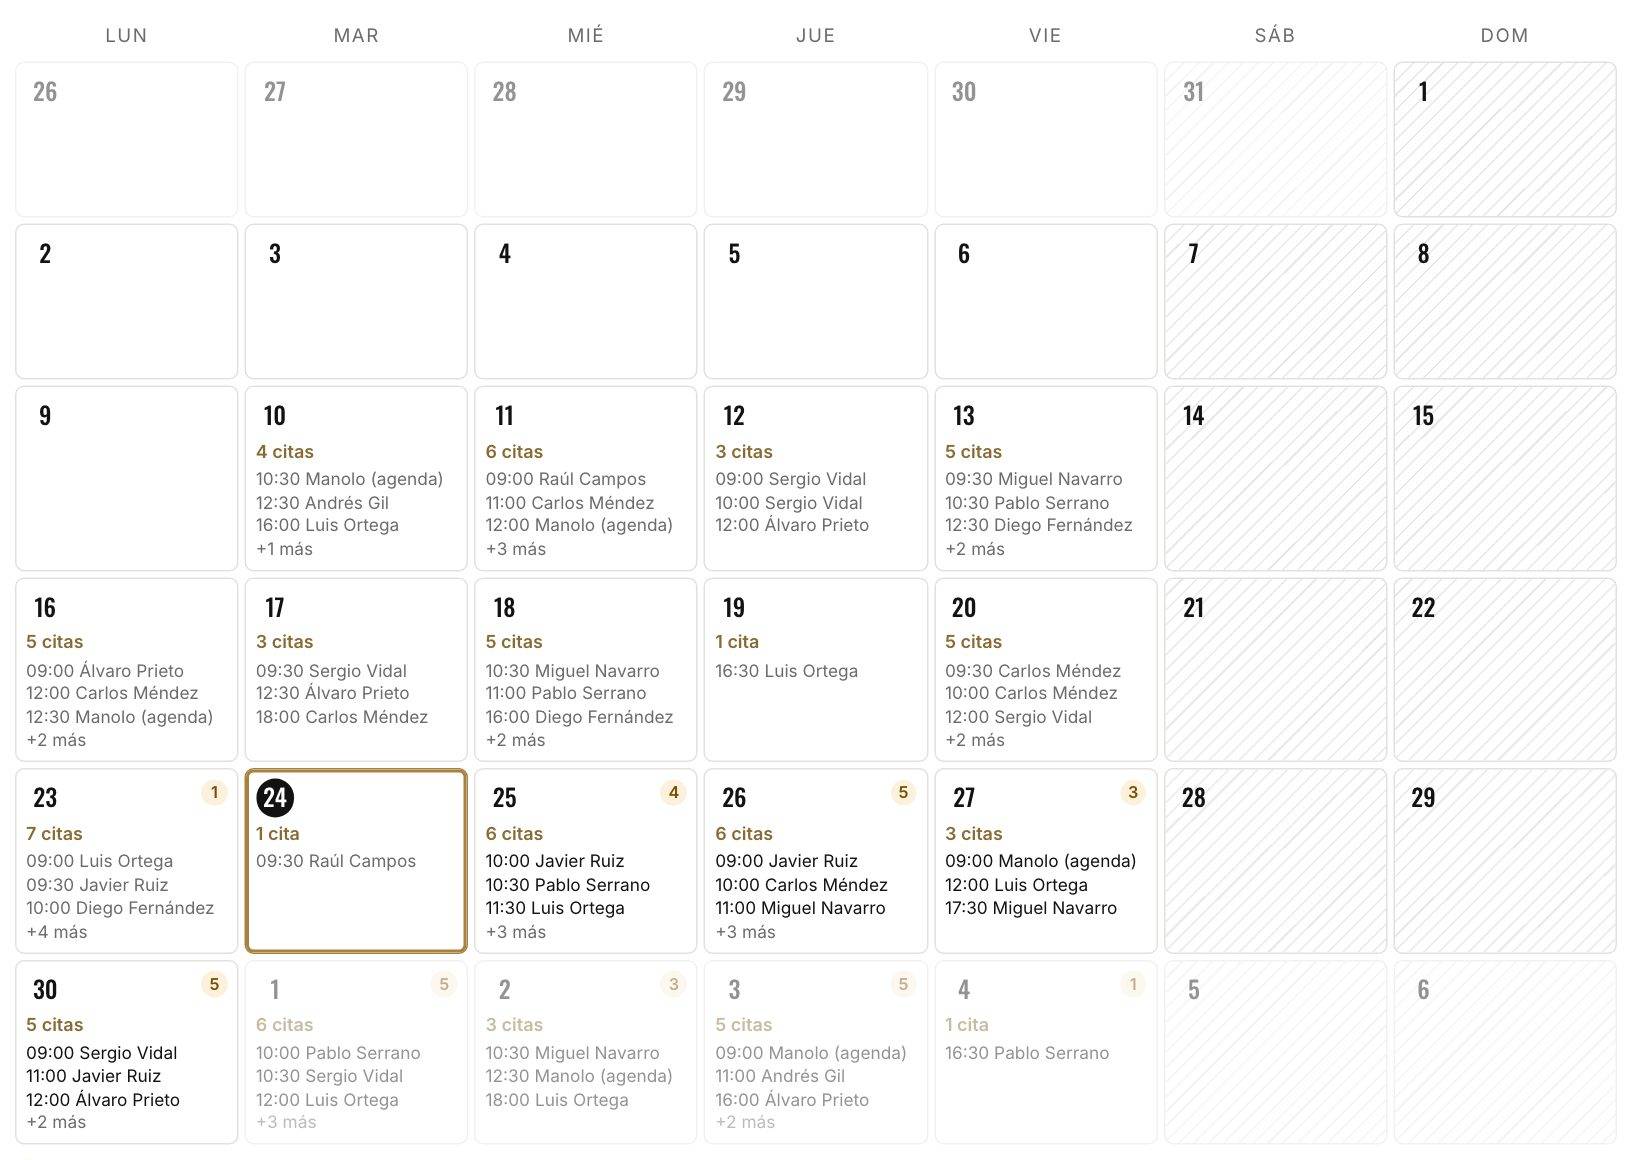 LUN
MAR
MIÉ
JUE
VIE
SÁB
DOM
26
27
28
29
30
31
1
2
3
4
5
6
7
8
9
10
4 citas
10:30 Manolo (agenda)
12:30 Andrés Gil
16:00 Luis Ortega
+1 más
11
6 citas
09:00 Raúl Campos
11:00 Carlos Méndez
12:00 Manolo (agenda)
+3 más
12
3 citas
09:00 Sergio Vidal
10:00 Sergio Vidal
12:00 Álvaro Prieto
13
5 citas
09:30 Miguel Navarro
10:30 Pablo Serrano
12:30 Diego Fernández
+2 más
14
15
16
5 citas
09:00 Álvaro Prieto
12:00 Carlos Méndez
12:30 Manolo (agenda)
+2 más
17
3 citas
09:30 Sergio Vidal
12:30 Álvaro Prieto
18:00 Carlos Méndez
18
5 citas
10:30 Miguel Navarro
11:00 Pablo Serrano
16:00 Diego Fernández
+2 más
19
1 cita
16:30 Luis Ortega
20
5 citas
09:30 Carlos Méndez
10:00 Carlos Méndez
12:00 Sergio Vidal
+2 más
21
22
23
1
7 citas
09:00 Luis Ortega
09:30 Javier Ruiz
10:00 Diego Fernández
+4 más
24
1 cita
09:30 Raúl Campos
25
4
6 citas
10:00 Javier Ruiz
10:30 Pablo Serrano
11:30 Luis Ortega
+3 más
26
5
6 citas
09:00 Javier Ruiz
10:00 Carlos Méndez
11:00 Miguel Navarro
+3 más
27
3
3 citas
09:00 Manolo (agenda)
12:00 Luis Ortega
17:30 Miguel Navarro
28
29
30
5
5 citas
09:00 Sergio Vidal
11:00 Javier Ruiz
12:00 Álvaro Prieto
+2 más
1
5
6 citas
10:00 Pablo Serrano
10:30 Sergio Vidal
12:00 Luis Ortega
+3 más
2
3
3 citas
10:30 Miguel Navarro
12:30 Manolo (agenda)
18:00 Luis Ortega
3
5
5 citas
09:00 Manolo (agenda)
11:00 Andrés Gil
16:00 Álvaro Prieto
+2 más
4
1
1 cita
16:30 Pablo Serrano
5
6